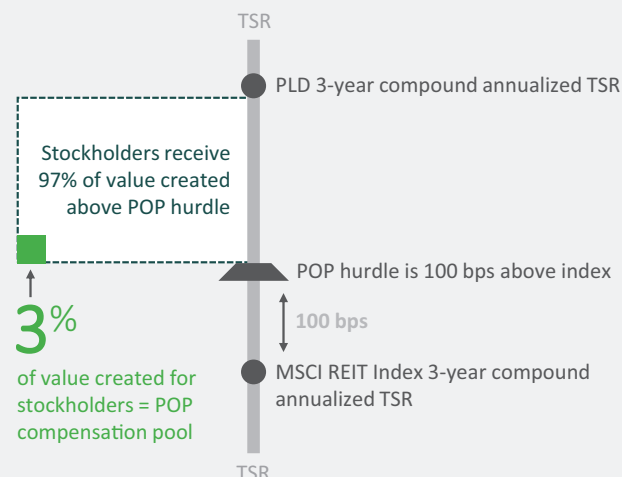 TSR
PLD 3-year compound annualized TSR
Stockholders receive
97% of value created
above POP hurdle
POP hurdle is 100 bps above index
100 bps
3%
of value created for
stockholders = POP
compensation pool
MSCI REIT Index 3-year compound
annualized TSR
TSR